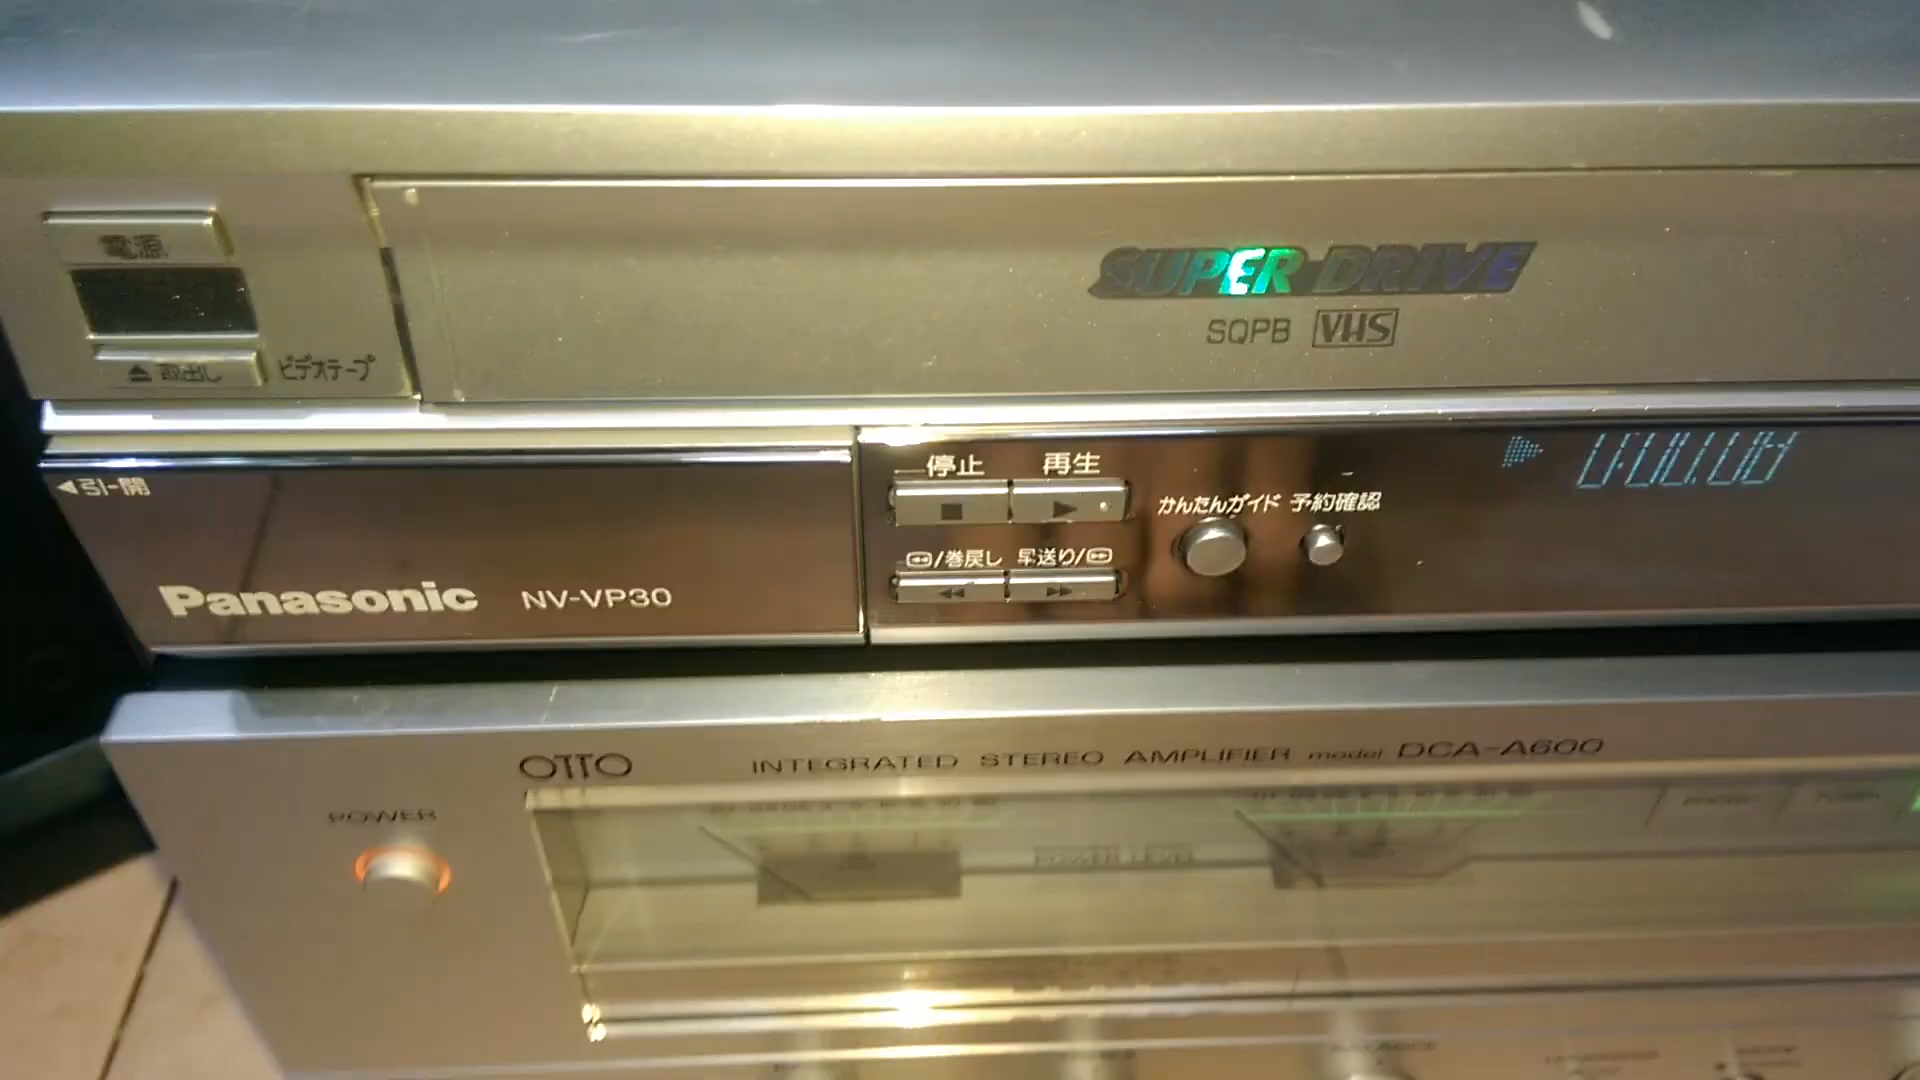 電源
SUPER DRIVE
SQPB VHS
取出し ビデオテープ
引-開
停止 再生
かんたんガイド 予約確認
/巻戻し 早送り/
Panasonic NV-VP30
OTTO INTEGRATED STEREO AMPLIFIER model DCA-A600
POWER
POWER LEVEL